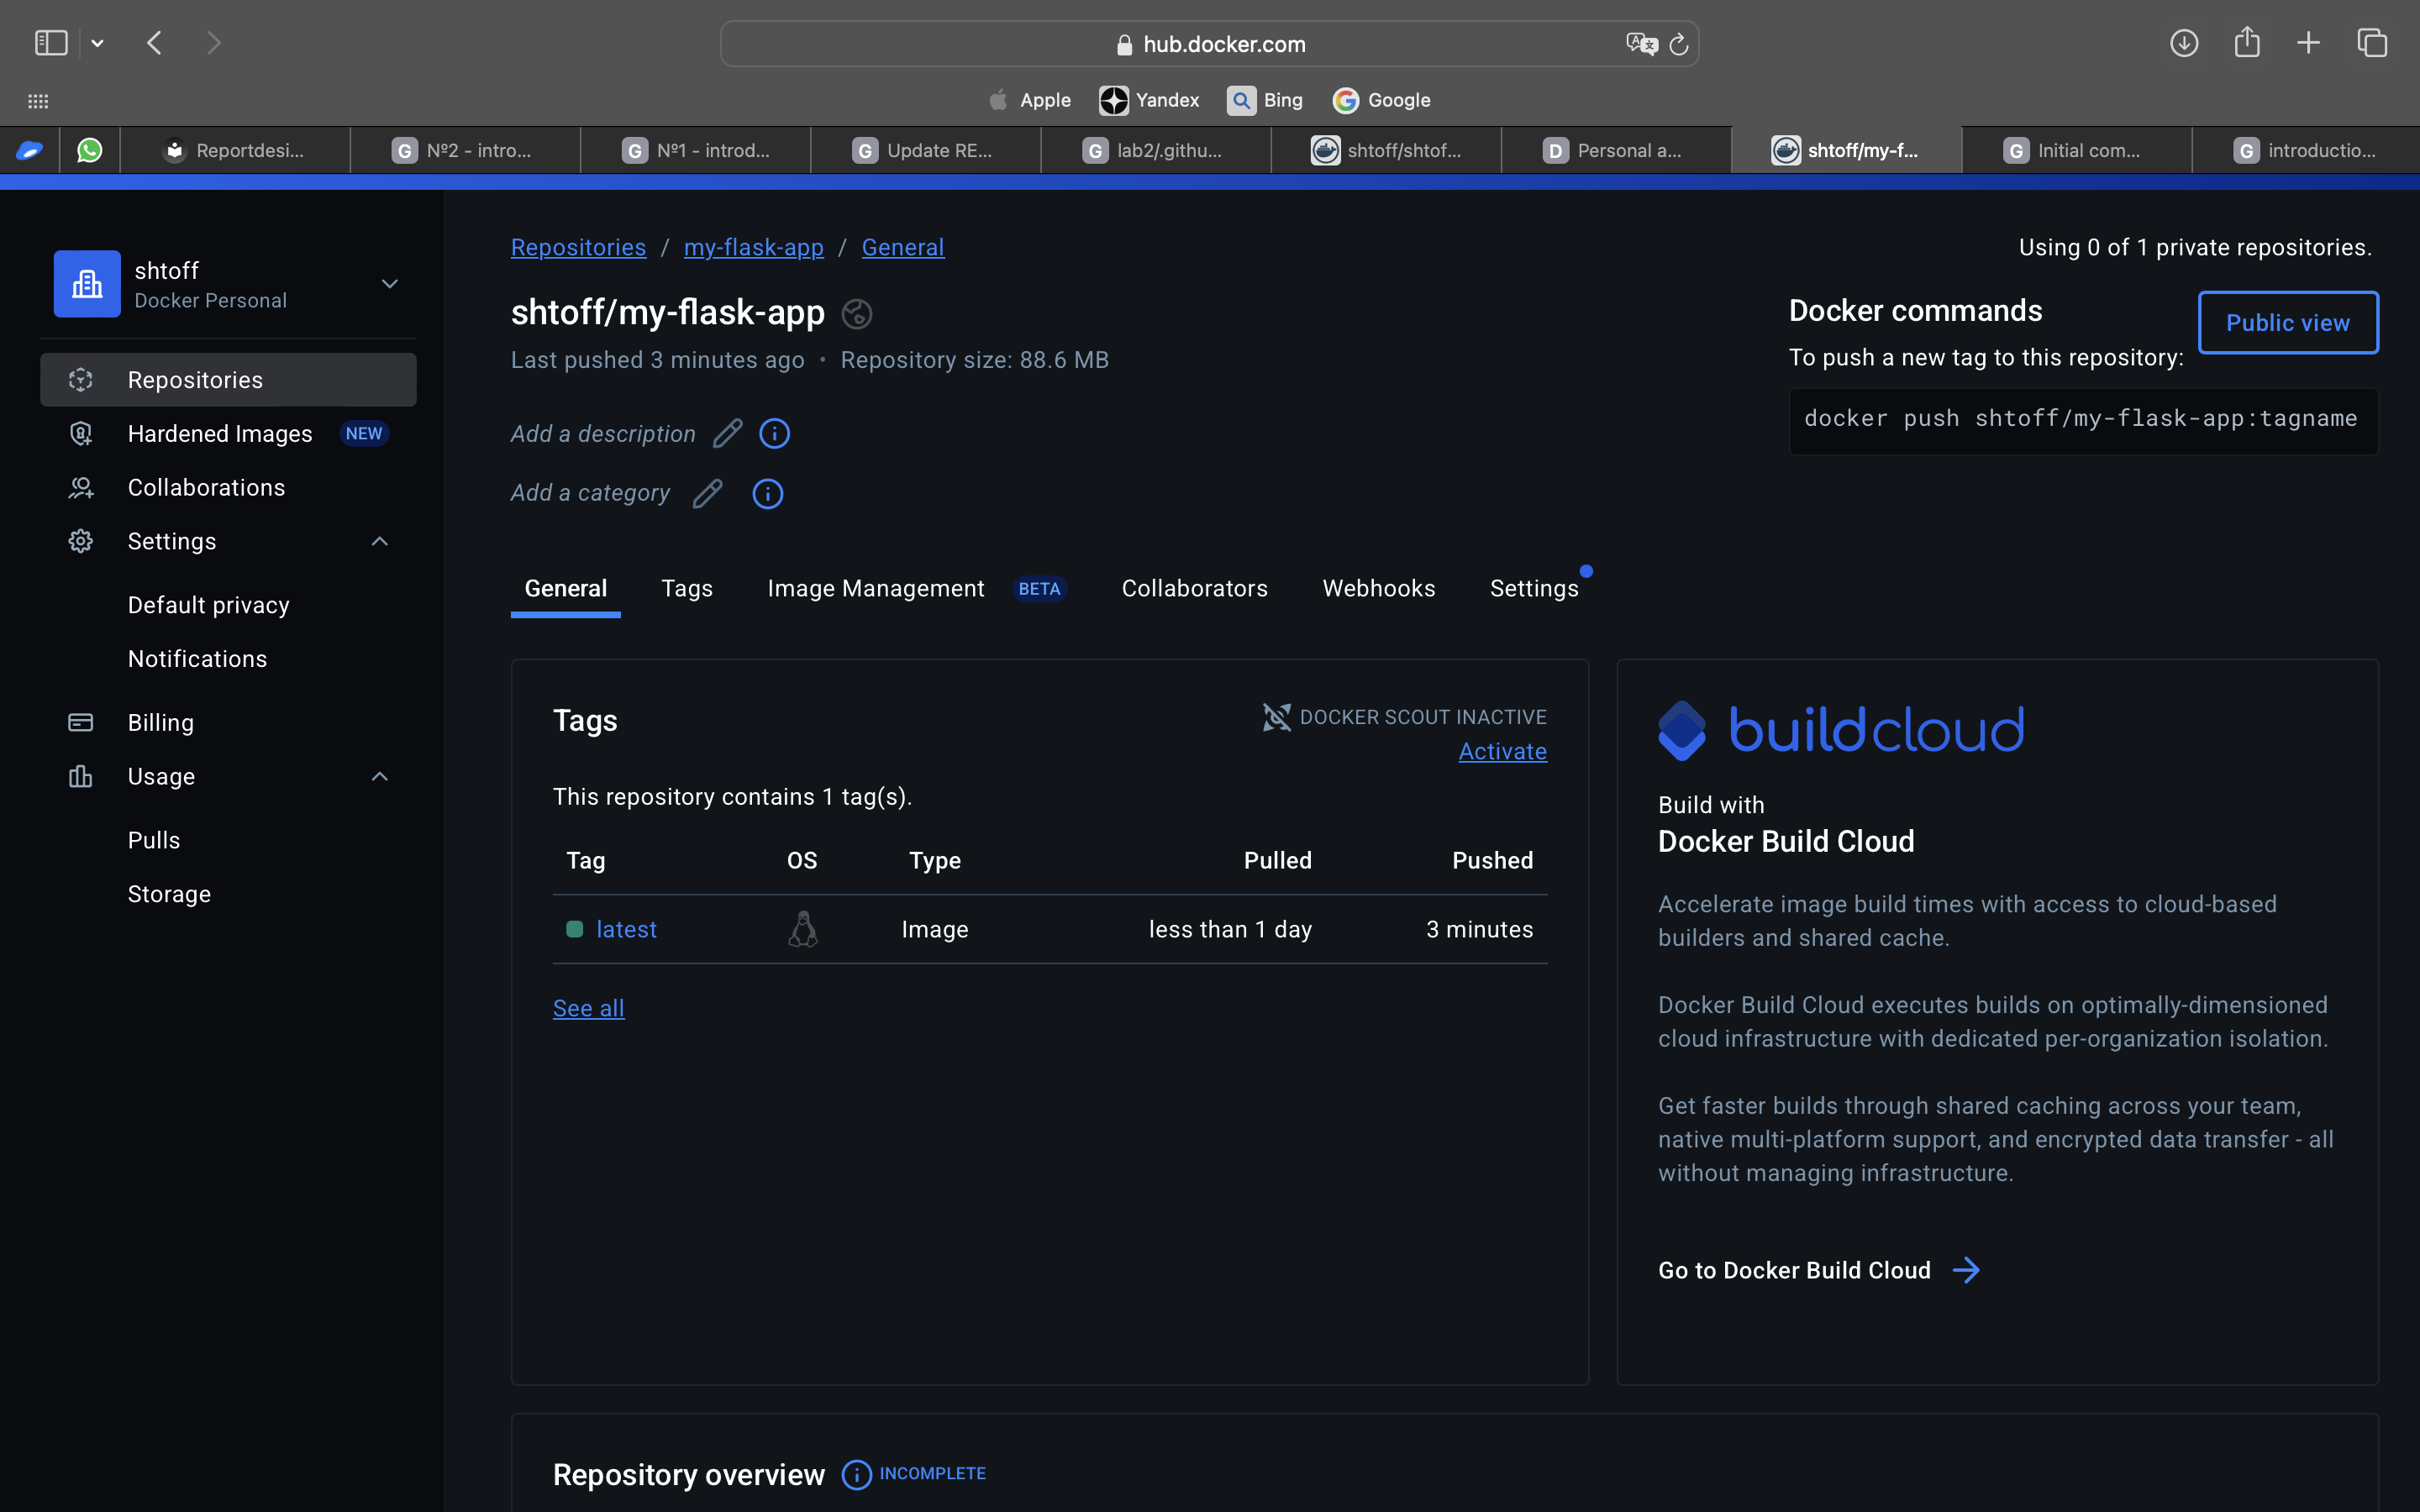 hub.docker.com
Apple
Yandex
Bing
Google
Reportdesi...
G Nº2 - intro...
G Nº1 - introd...
G Update RE...
G lab2/.githu...
shtoff/shtof...
D Personal a...
shtoff/my-f...
G Initial com...
G introductio...
shtoff
Docker Personal
Repositories
Hardened Images NEW
Collaborations
Settings
Default privacy
Notifications
Billing
Usage
Pulls
Storage
Repositories / my-flask-app / General
Using 0 of 1 private repositories.
shtoff/my-flask-app
Last pushed 3 minutes ago • Repository size: 88.6 MB
Add a description
Add a category
Docker commands
Public view
To push a new tag to this repository:
docker push shtoff/my-flask-app:tagname
General Tags Image Management BETA Collaborators Webhooks Settings
Tags
DOCKER SCOUT INACTIVE
Activate
This repository contains 1 tag(s).
Tag OS Type Pulled Pushed
latest Image less than 1 day 3 minutes
See all
buildcloud
Build with
Docker Build Cloud
Accelerate image build times with access to cloud-based
builders and shared cache.
Docker Build Cloud executes builds on optimally-dimensioned
cloud infrastructure with dedicated per-organization isolation.
Get faster builds through shared caching across your team,
native multi-platform support, and encrypted data transfer - all
without managing infrastructure.
Go to Docker Build Cloud
Repository overview INCOMPLETE